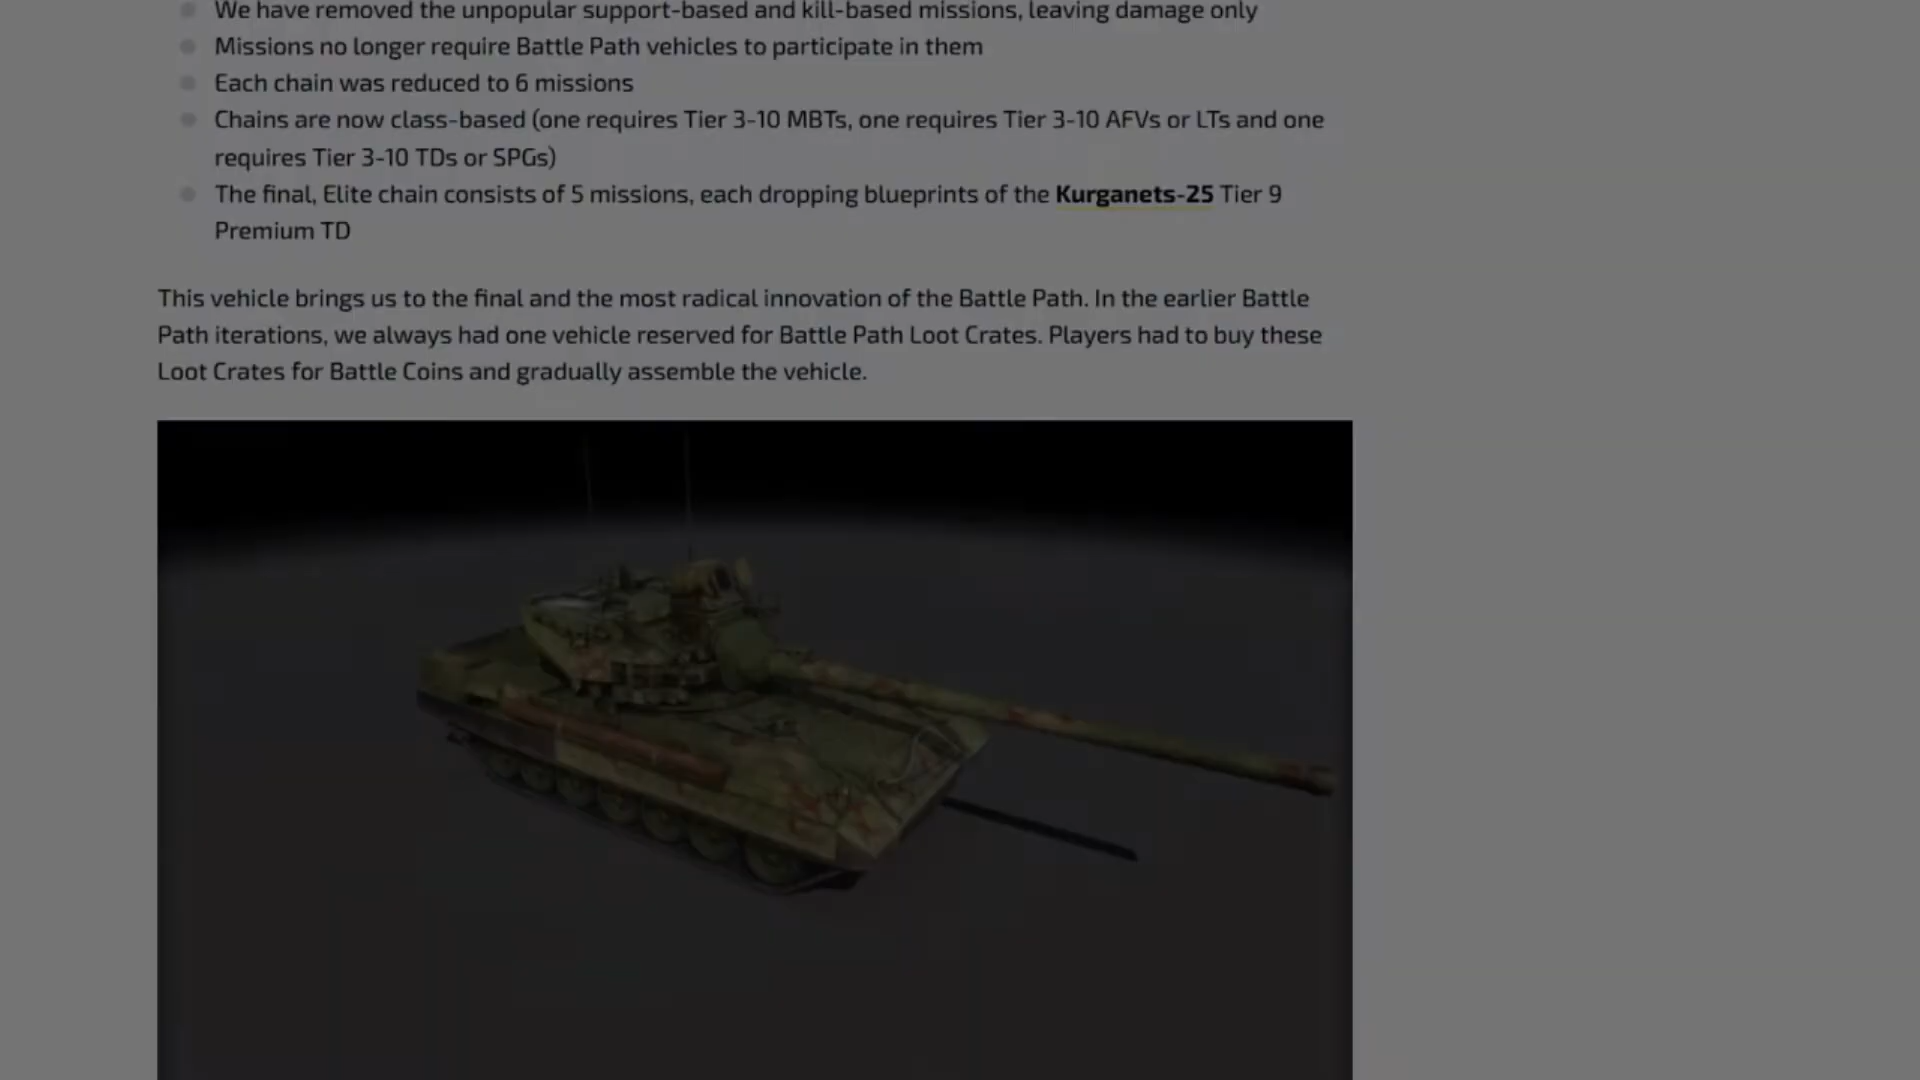 We have removed the unpopular support-based and kill-based missions, leaving damage only
Missions no longer require Battle Path vehicles to participate in them
Each chain was reduced to 6 missions
Chains are now class-based (one requires Tier 3-10 MBTs, one requires Tier 3-10 AFVs or LTs and one
requires Tier 3-10 TDs or SPGs)
The final, Elite chain consists of 5 missions, each dropping blueprints of the Kurganets-25 Tier 9
Premium TD
This vehicle brings us to the final and the most radical innovation of the Battle Path. In the earlier Battle
Path iterations, we always had one vehicle reserved for Battle Path Loot Crates. Players had to buy these
Loot Crates for Battle Coins and gradually assemble the vehicle.